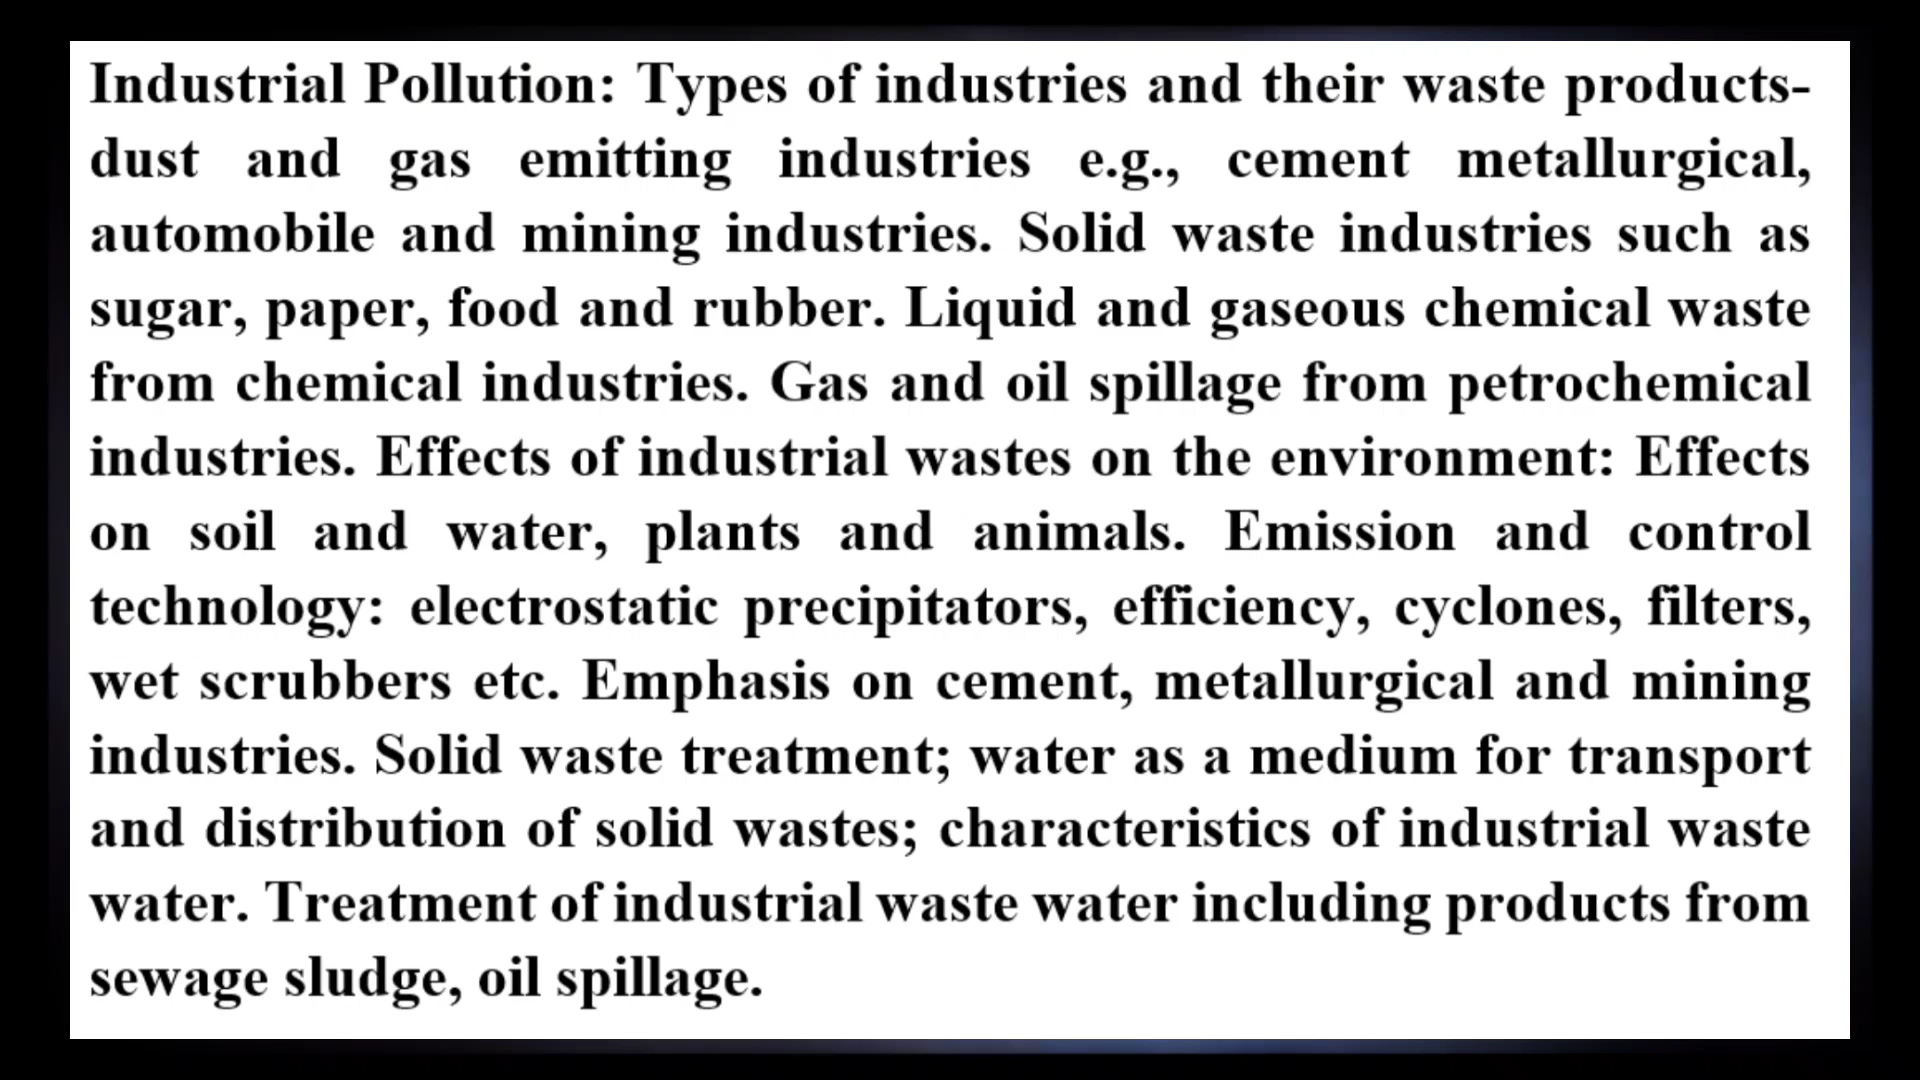 Industrial Pollution: Types of industries and their waste products-
dust and gas emitting industries e.g., cement metallurgical,
automobile and mining industries. Solid waste industries such as
sugar, paper, food and rubber. Liquid and gaseous chemical waste
from chemical industries. Gas and oil spillage from petrochemical
industries. Effects of industrial wastes on the environment: Effects
on soil and water, plants and animals. Emission and control
technology: electrostatic precipitators, efficiency, cyclones, filters,
wet scrubbers etc. Emphasis on cement, metallurgical and mining
industries. Solid waste treatment; water as a medium for transport
and distribution of solid wastes; characteristics of industrial waste
water. Treatment of industrial waste water including products from
sewage sludge, oil spillage.